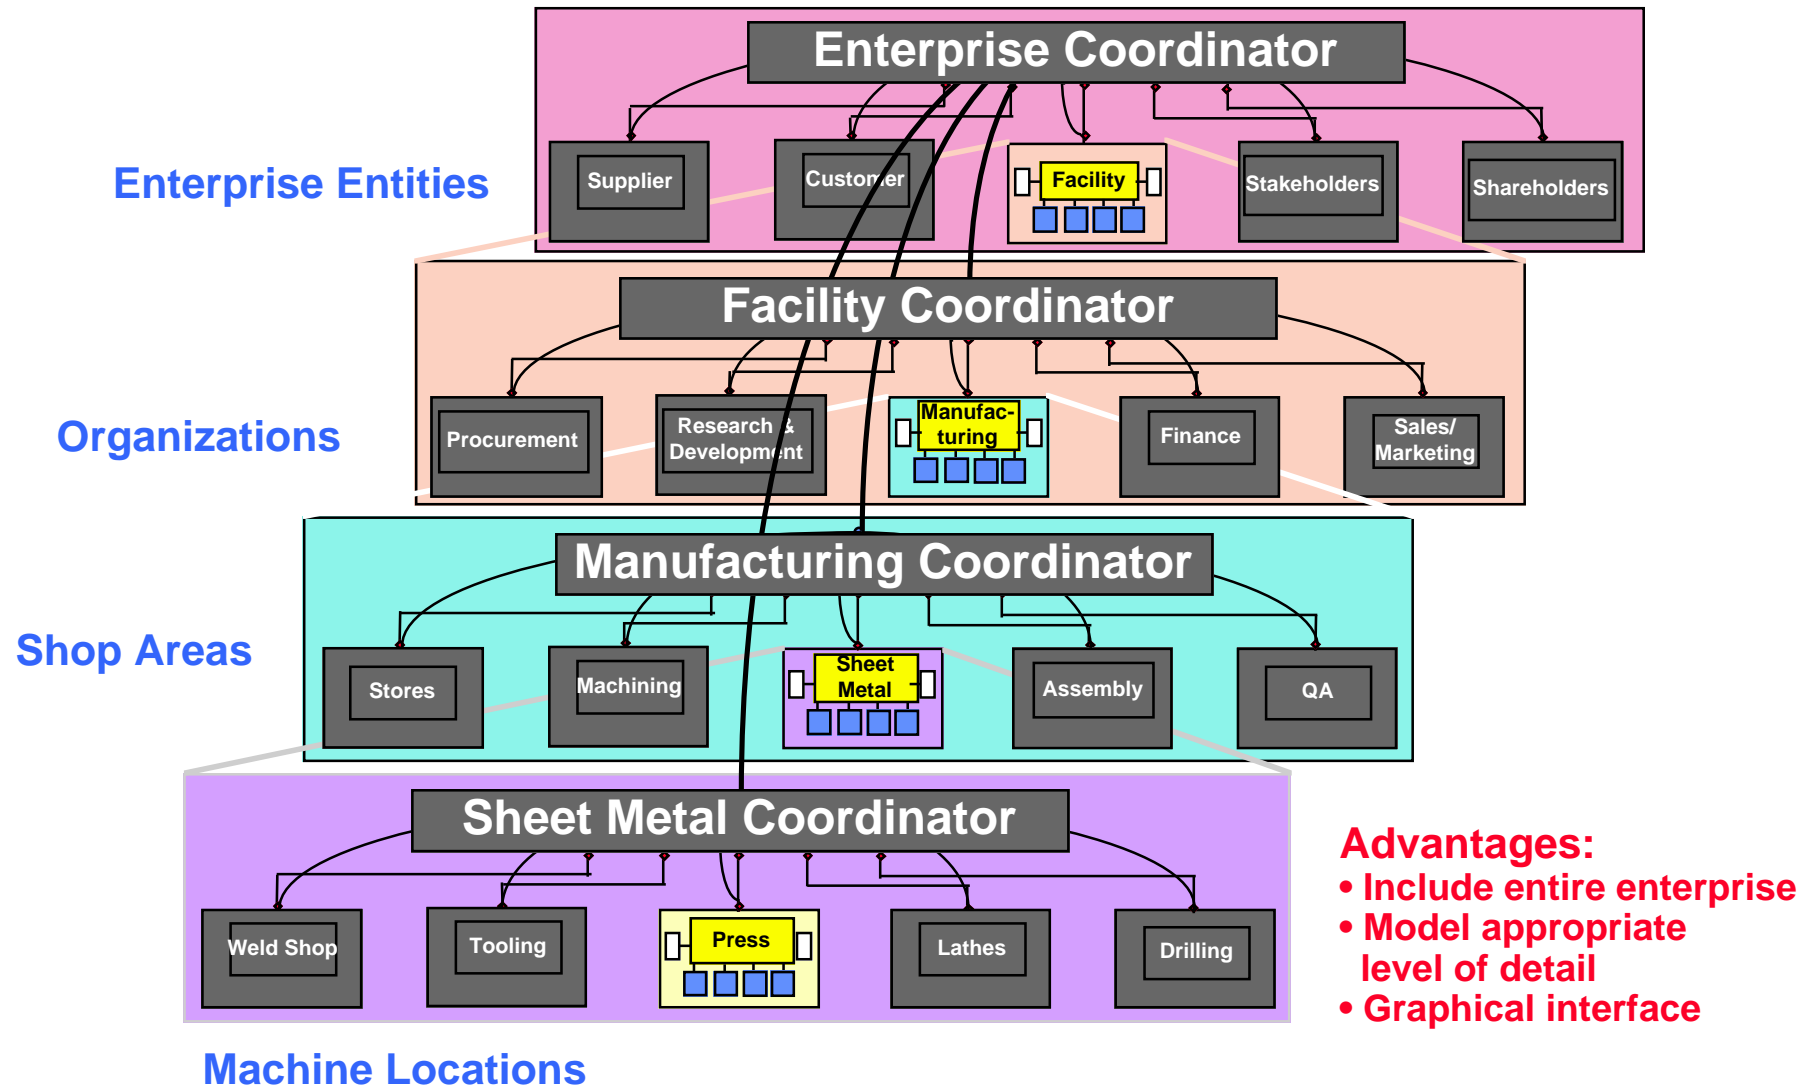 Enterprise Coordinator
Enterprise Entities
Supplier
Customer
Facility
Stakeholders
Shareholders
Facility Coordinator
Organizations
Procurement
Research &
Development
Manufac-
turing
Finance
Sales/
Marketing
Manufacturing Coordinator
Shop Areas
Stores
Machining
Sheet
Metal
Assembly
QA
Sheet Metal Coordinator
Weld Shop
Tooling
Press
Lathes
Drilling
Machine Locations
Advantages:
• Include entire enterprise
• Model appropriate
level of detail
• Graphical interface